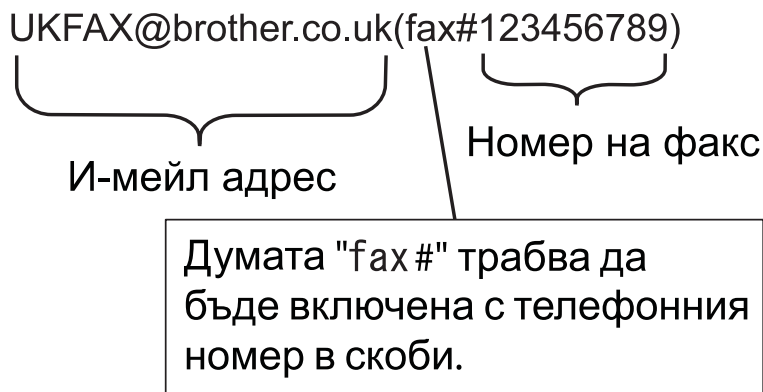 UKFAX@brother.co.uk(fax#123456789)
Номер на факс
И-мейл адрес
Думата "fax#" трабва да
бъде включена с телефонния
номер в скоби.